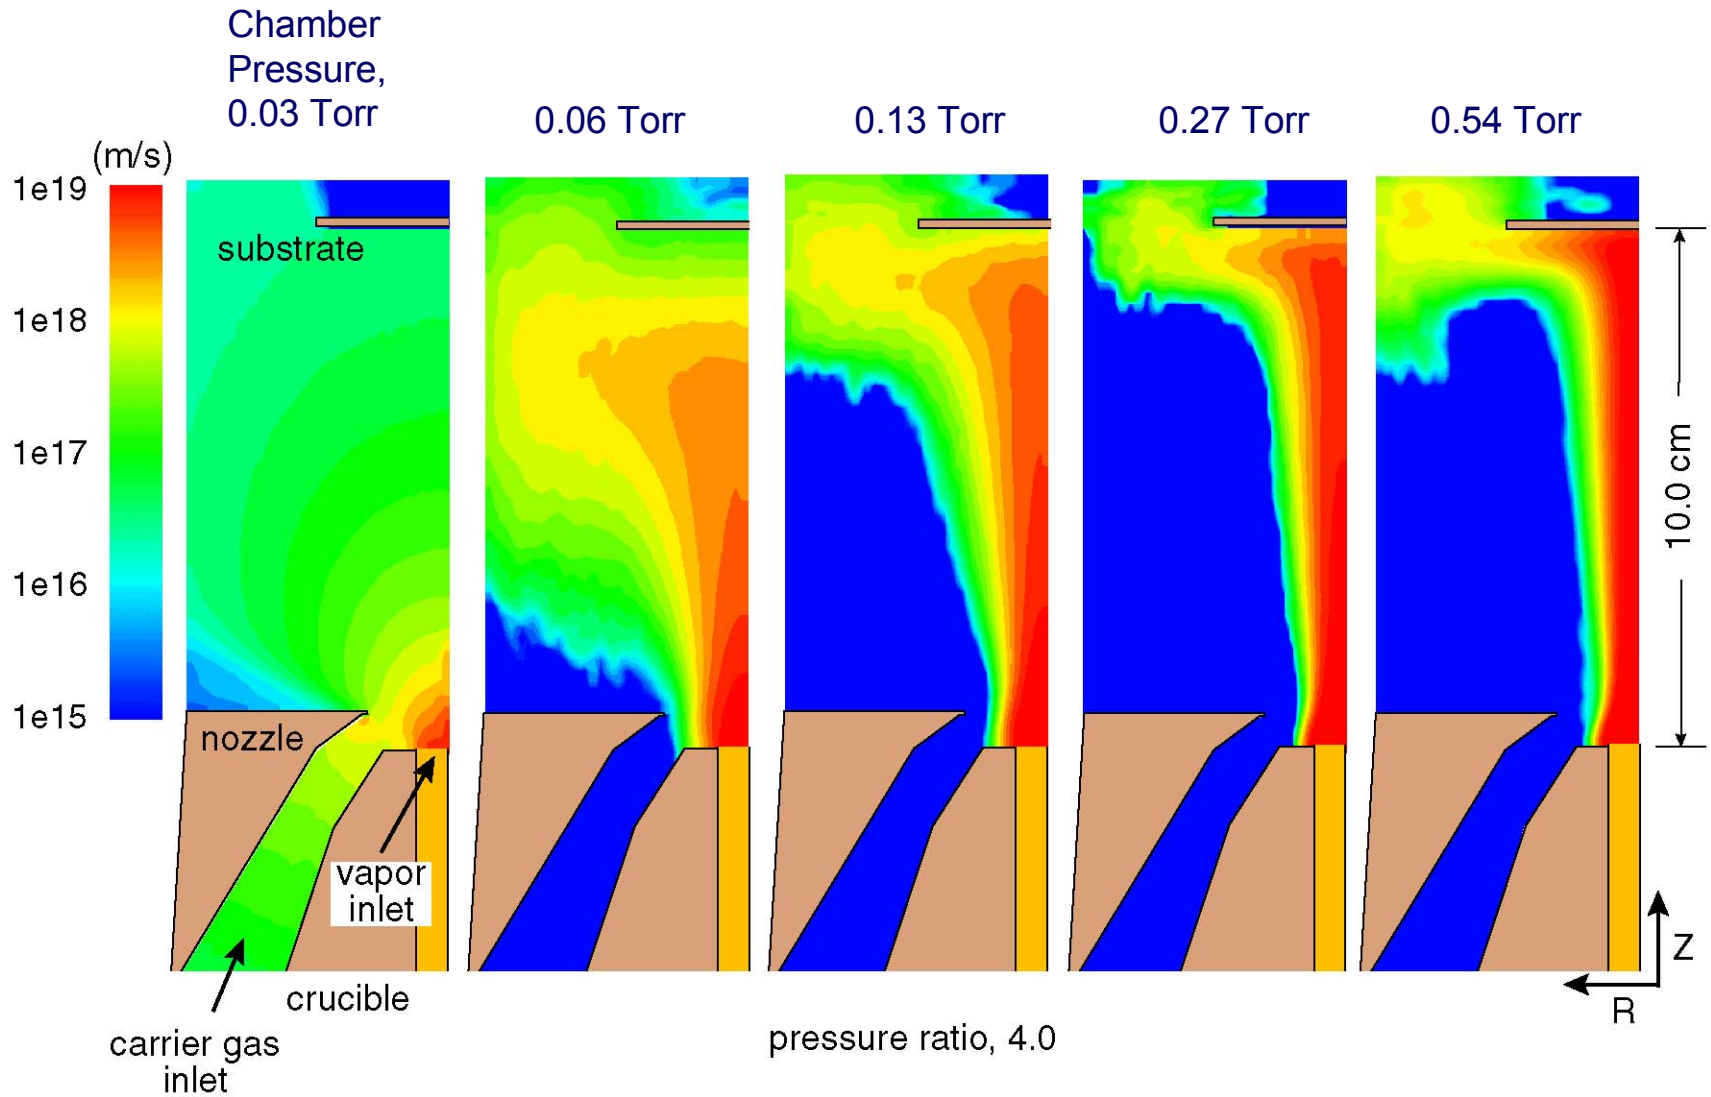 Chamber
Pressure,
0.03 Torr
0.06 Torr
0.13 Torr
0.27 Torr
0.54 Torr
(m/s)
1e19
1e18
1e17
1e16
1e15
substrate
nozzle
vapor
inlet
crucible
carrier gas
inlet
10.0 cm
Z
R
pressure ratio, 4.0